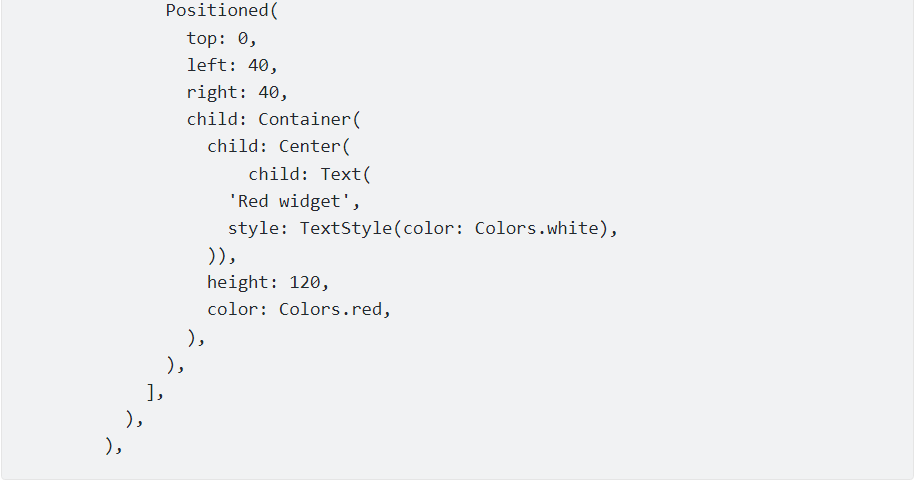 Positioned(
top: 0,
left: 40,
right: 40,
child: Container(
child: Center(
child: Text(
'Red widget',
style: TextStyle(color: Colors.white),
)),
height: 120,
color: Colors.red,
),
),
],
),
),